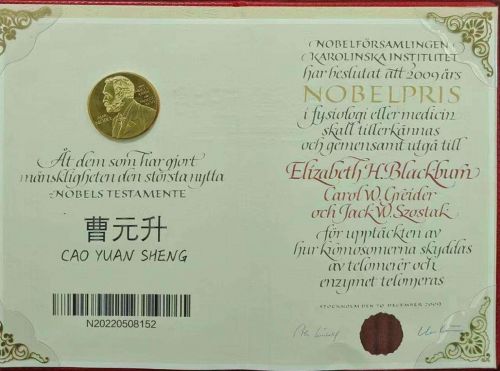 Åt dem som har gjort
mänskligheten den största nytta
NOBELS TESTAMENTE
曹元升
CAO YUAN SHENG
N20220508152
NOBELFÖRSAMLINGEN
KAROLINSKA INSTITUTET
har beslutat att 2009 års
NOBELPRIS
i fysiologi eller medicin
skall tillerkännas
och gemensamt utgå till
Elizabeth H. Blackburn
Carol W. Greider
och Jack W. Szostak
för upptäckten av
hur kromosomerna skyddas
av telomerer och
enzymet telomeras
STOCKHOLM DEN 10 DECEMBER 2009